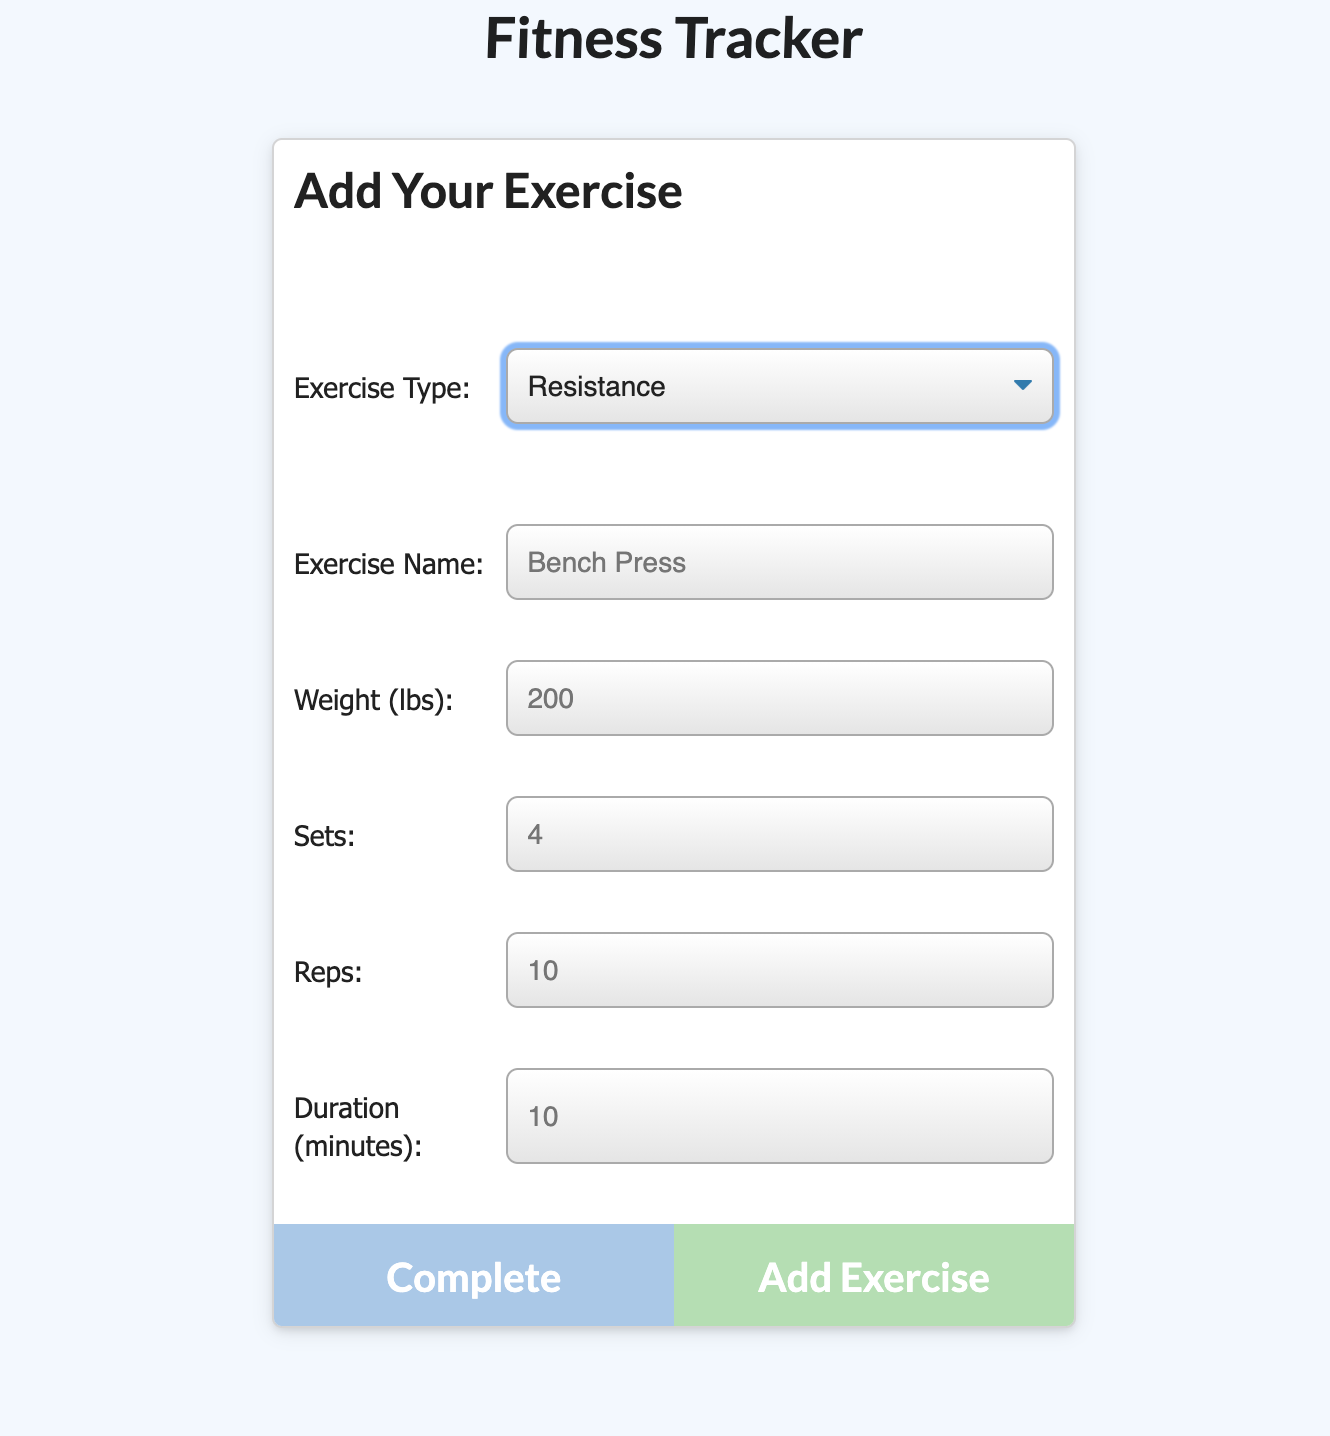 Fitness Tracker
Add Your Exercise
Exercise Type: Resistance
Exercise Name: Bench Press
Weight (lbs): 200
Sets: 4
Reps: 10
Duration
(minutes): 10
Complete Add Exercise